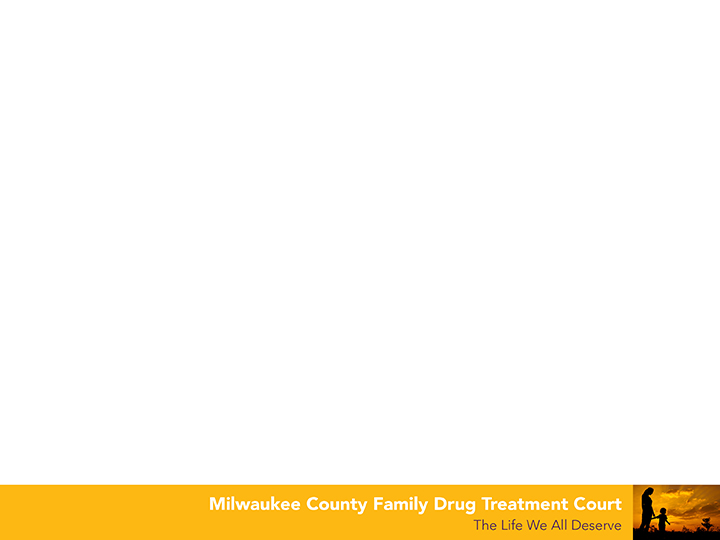 Milwaukee County Family Drug Treatment Court
The Life We All Deserve